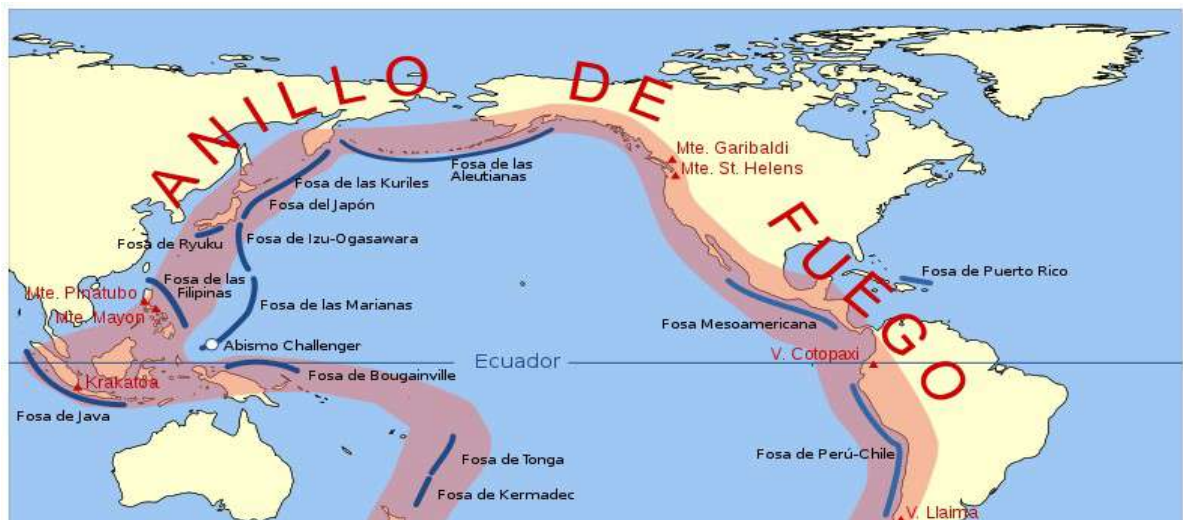 ANILLO DE FUEGO
Mte. Garibaldi
Mte. St. Helens
Fosa de las
Aleutianas
Fosa de las Kuriles
Fosa del Japón
Fosa de Ryuku
Fosa de Izu-Ogasawara
Fosa de las
Filipinas
Mte. Pinatubo
Mte. Mayon
Fosa de las Marianas
Fosa de Puerto Rico
Fosa Mesoamericana
Abismo Challenger
Ecuador
V. Cotopaxi
Krakatoa
Fosa de Bougainville
Fosa de Java
Fosa de Tonga
Fosa de Perú-Chile
Fosa de Kermadec
V. Llaima